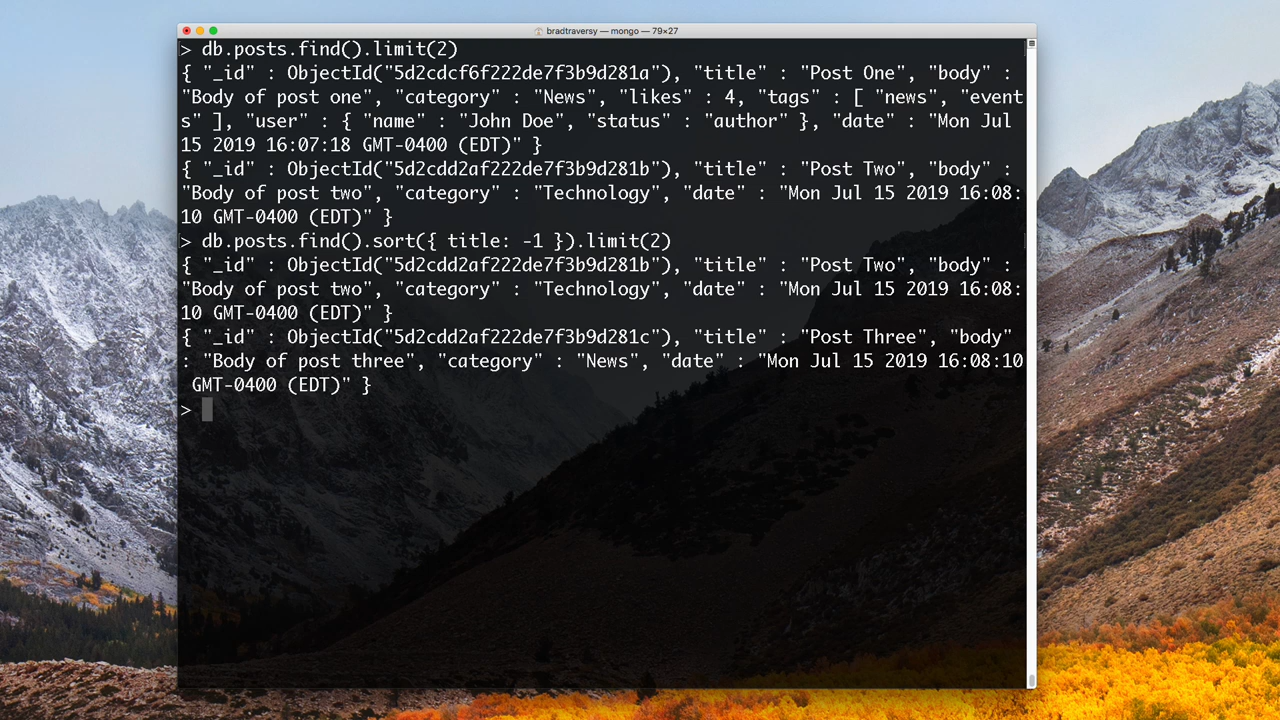 bradtraversy — mongo — 79×27
> db.posts.find().limit(2)
{ "_id" : ObjectId("5d2cdcf6f222de7f3b9d281a"), "title" : "Post One", "body" :
"Body of post one", "category" : "News", "likes" : 4, "tags" : [ "news", "event
s" ], "user" : { "name" : "John Doe", "status" : "author" }, "date" : "Mon Jul
15 2019 16:07:18 GMT-0400 (EDT)" }
{ "_id" : ObjectId("5d2cdd2af222de7f3b9d281b"), "title" : "Post Two", "body" :
"Body of post two", "category" : "Technology", "date" : "Mon Jul 15 2019 16:08:
10 GMT-0400 (EDT)" }
> db.posts.find().sort({ title: -1 }).limit(2)
{ "_id" : ObjectId("5d2cdd2af222de7f3b9d281b"), "title" : "Post Two", "body" :
"Body of post two", "category" : "Technology", "date" : "Mon Jul 15 2019 16:08:
10 GMT-0400 (EDT)" }
{ "_id" : ObjectId("5d2cdd2af222de7f3b9d281c"), "title" : "Post Three", "body"
: "Body of post three", "category" : "News", "date" : "Mon Jul 15 2019 16:08:10
GMT-0400 (EDT)" }
>